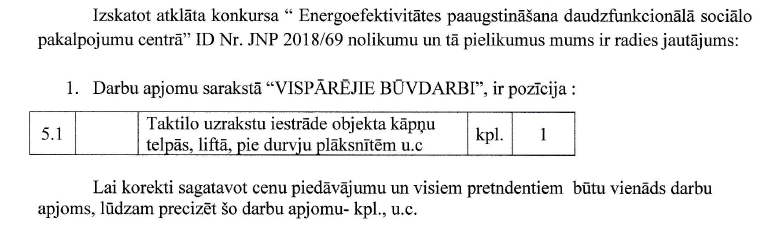 Izskatot atklāta konkursa “ Energoefektivitātes paaugstināšana daudzfunkcionālā sociālo
pakalpojumu centrā” ID Nr. JNP 2018/69 nolikumu un tā pielikumus mums ir radies jautājums:
1. Darbu apjomu sarakstā “VISPĀRĒJIE BŪVDARBI”, ir pozīcija :
5.1 Taktilo uzrakstu iestrāde objekta kāpņu telpās, liftā, pie durvju plāksnītēm u.c kpl. 1
Lai korekti sagatavot cenu piedāvājumu un visiem pretndentiem būtu vienāds darbu
apjoms, lūdzam precizēt šo darbu apjomu- kpl., u.c.